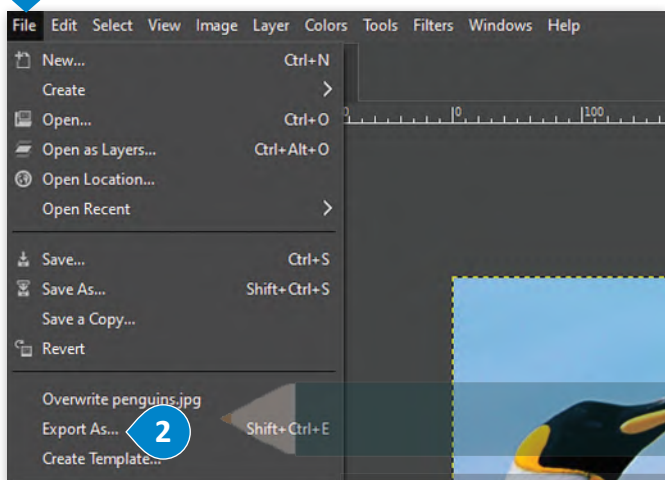 File Edit Select View Image Layer Colors Tools Filters Windows Help
New... Ctrl+N
Create >
Open... Ctrl+O
Open as Layers... Ctrl+Alt+O
Open Location...
Open Recent >
0 100
Save... Ctrl+S
Save As... Shift+Ctrl+S
Save a Copy...
Revert
Overwrite penguins.jpg
Export As... 2 Shift+Ctrl+E
Create Template...